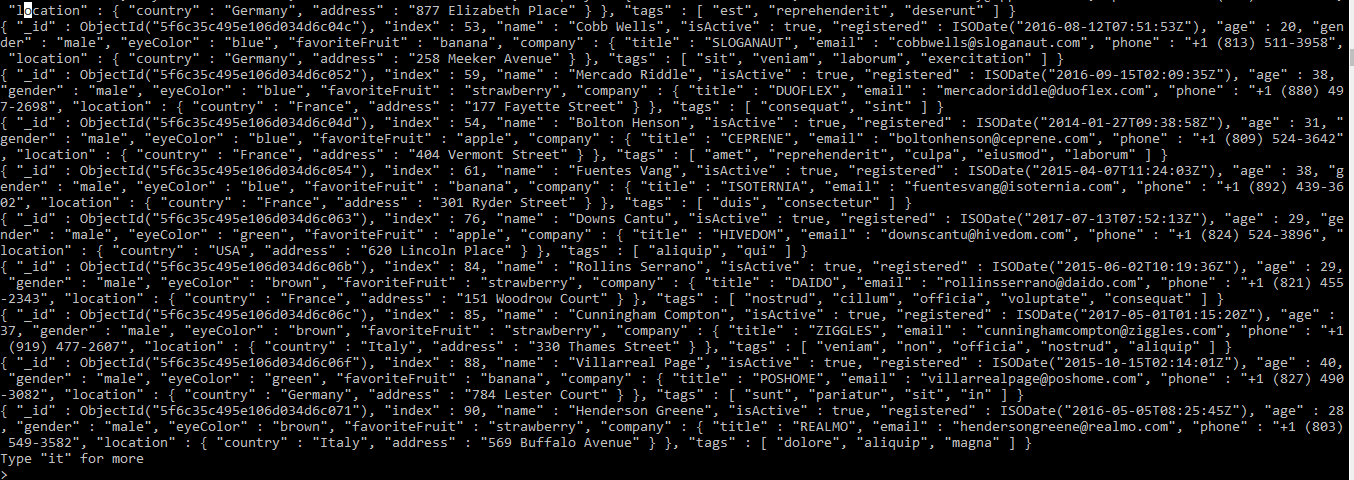 "location" : { "country" : "Germany", "address" : "877 Elizabeth Place" } }, "tags" : [ "est", "reprehenderit", "deserunt" ] }
{ "_id" : ObjectId("5f6c35c495e106d034d6c04c"), "index" : 53, "name" : "Cobb Wells", "isActive" : true, "registered" : ISODate("2016-08-12T07:51:53Z"), "age" : 20, "gen
der" : "male", "eyeColor" : "blue", "favoriteFruit" : "banana", "company" : { "title" : "SLOGANAUT", "email" : "cobbwells@sloganaut.com", "phone" : "+1 (813) 511-3958",
"location" : { "country" : "Germany", "address" : "258 Meeker Avenue" } }, "tags" : [ "sit", "veniam", "laborum", "exercitation" ] }
{ "_id" : ObjectId("5f6c35c495e106d034d6c052"), "index" : 59, "name" : "Mercado Riddle", "isActive" : true, "registered" : ISODate("2016-09-15T02:09:35Z"), "age" : 38,
"gender" : "male", "eyeColor" : "blue", "favoriteFruit" : "strawberry", "company" : { "title" : "DUOFLEX", "email" : "mercadoriddle@duoflex.com", "phone" : "+1 (880) 49
7-2698", "location" : { "country" : "France", "address" : "177 Fayette Street" } }, "tags" : [ "consequat", "sint" ] }
{ "_id" : ObjectId("5f6c35c495e106d034d6c04d"), "index" : 54, "name" : "Bolton Henson", "isActive" : true, "registered" : ISODate("2014-01-27T09:38:58Z"), "age" : 31, "
gender" : "male", "eyeColor" : "blue", "favoriteFruit" : "apple", "company" : { "title" : "CEPRENE", "email" : "boltonhenson@ceprene.com", "phone" : "+1 (809) 524-3642"
, "location" : { "country" : "France", "address" : "404 Vermont Street" } }, "tags" : [ "amet", "reprehenderit", "culpa", "eiusmod", "laborum" ] }
{ "_id" : ObjectId("5f6c35c495e106d034d6c054"), "index" : 61, "name" : "Fuentes Vang", "isActive" : true, "registered" : ISODate("2015-04-07T11:24:03Z"), "age" : 38, "g
ender" : "male", "eyeColor" : "blue", "favoriteFruit" : "banana", "company" : { "title" : "ISOTERNIA", "email" : "fuentesvang@isoternia.com", "phone" : "+1 (892) 439-36
02", "location" : { "country" : "France", "address" : "301 Ryder Street" } }, "tags" : [ "duis", "consectetur" ] }
{ "_id" : ObjectId("5f6c35c495e106d034d6c063"), "index" : 76, "name" : "Downs Cantu", "isActive" : true, "registered" : ISODate("2017-07-13T07:52:13Z"), "age" : 29, "ge
nder" : "male", "eyeColor" : "green", "favoriteFruit" : "apple", "company" : { "title" : "HIVEDOM", "email" : "downscantu@hivedom.com", "phone" : "+1 (824) 524-3896", "
location" : { "country" : "USA", "address" : "620 Lincoln Place" } }, "tags" : [ "aliquip", "qui" ] }
{ "_id" : ObjectId("5f6c35c495e106d034d6c06b"), "index" : 84, "name" : "Rollins Serrano", "isActive" : true, "registered" : ISODate("2015-06-02T10:19:36Z"), "age" : 29,
"gender" : "male", "eyeColor" : "brown", "favoriteFruit" : "strawberry", "company" : { "title" : "DAIDO", "email" : "rollinsserrano@daido.com", "phone" : "+1 (821) 455
-2343", "location" : { "country" : "France", "address" : "151 Woodrow Court" } }, "tags" : [ "nostrud", "cillum", "officia", "voluptate", "consequat" ] }
{ "_id" : ObjectId("5f6c35c495e106d034d6c06c"), "index" : 85, "name" : "Cunningham Compton", "isActive" : true, "registered" : ISODate("2017-05-01T01:15:20Z"), "age" :
37, "gender" : "male", "eyeColor" : "brown", "favoriteFruit" : "strawberry", "company" : { "title" : "ZIGGLES", "email" : "cunninghamcompton@ziggles.com", "phone" : "+1
(919) 477-2607", "location" : { "country" : "Italy", "address" : "330 Thames Street" } }, "tags" : [ "veniam", "non", "officia", "nostrud", "aliquip" ] }
{ "_id" : ObjectId("5f6c35c495e106d034d6c06f"), "index" : 88, "name" : "Villarreal Page", "isActive" : true, "registered" : ISODate("2015-10-15T02:14:01Z"), "age" : 40,
"gender" : "male", "eyeColor" : "green", "favoriteFruit" : "banana", "company" : { "title" : "POSHOME", "email" : "villarrealpage@poshome.com", "phone" : "+1 (827) 490
-3082", "location" : { "country" : "Germany", "address" : "784 Lester Court" } }, "tags" : [ "sunt", "pariatur", "sit", "in" ] }
{ "_id" : ObjectId("5f6c35c495e106d034d6c071"), "index" : 90, "name" : "Henderson Greene", "isActive" : true, "registered" : ISODate("2016-05-05T08:25:45Z"), "age" : 28
, "gender" : "male", "eyeColor" : "brown", "favoriteFruit" : "strawberry", "company" : { "title" : "REALMO", "email" : "hendersongreene@realmo.com", "phone" : "+1 (803)
549-3582", "location" : { "country" : "Italy", "address" : "569 Buffalo Avenue" } }, "tags" : [ "dolore", "aliquip", "magna" ] }
Type "it" for more
>